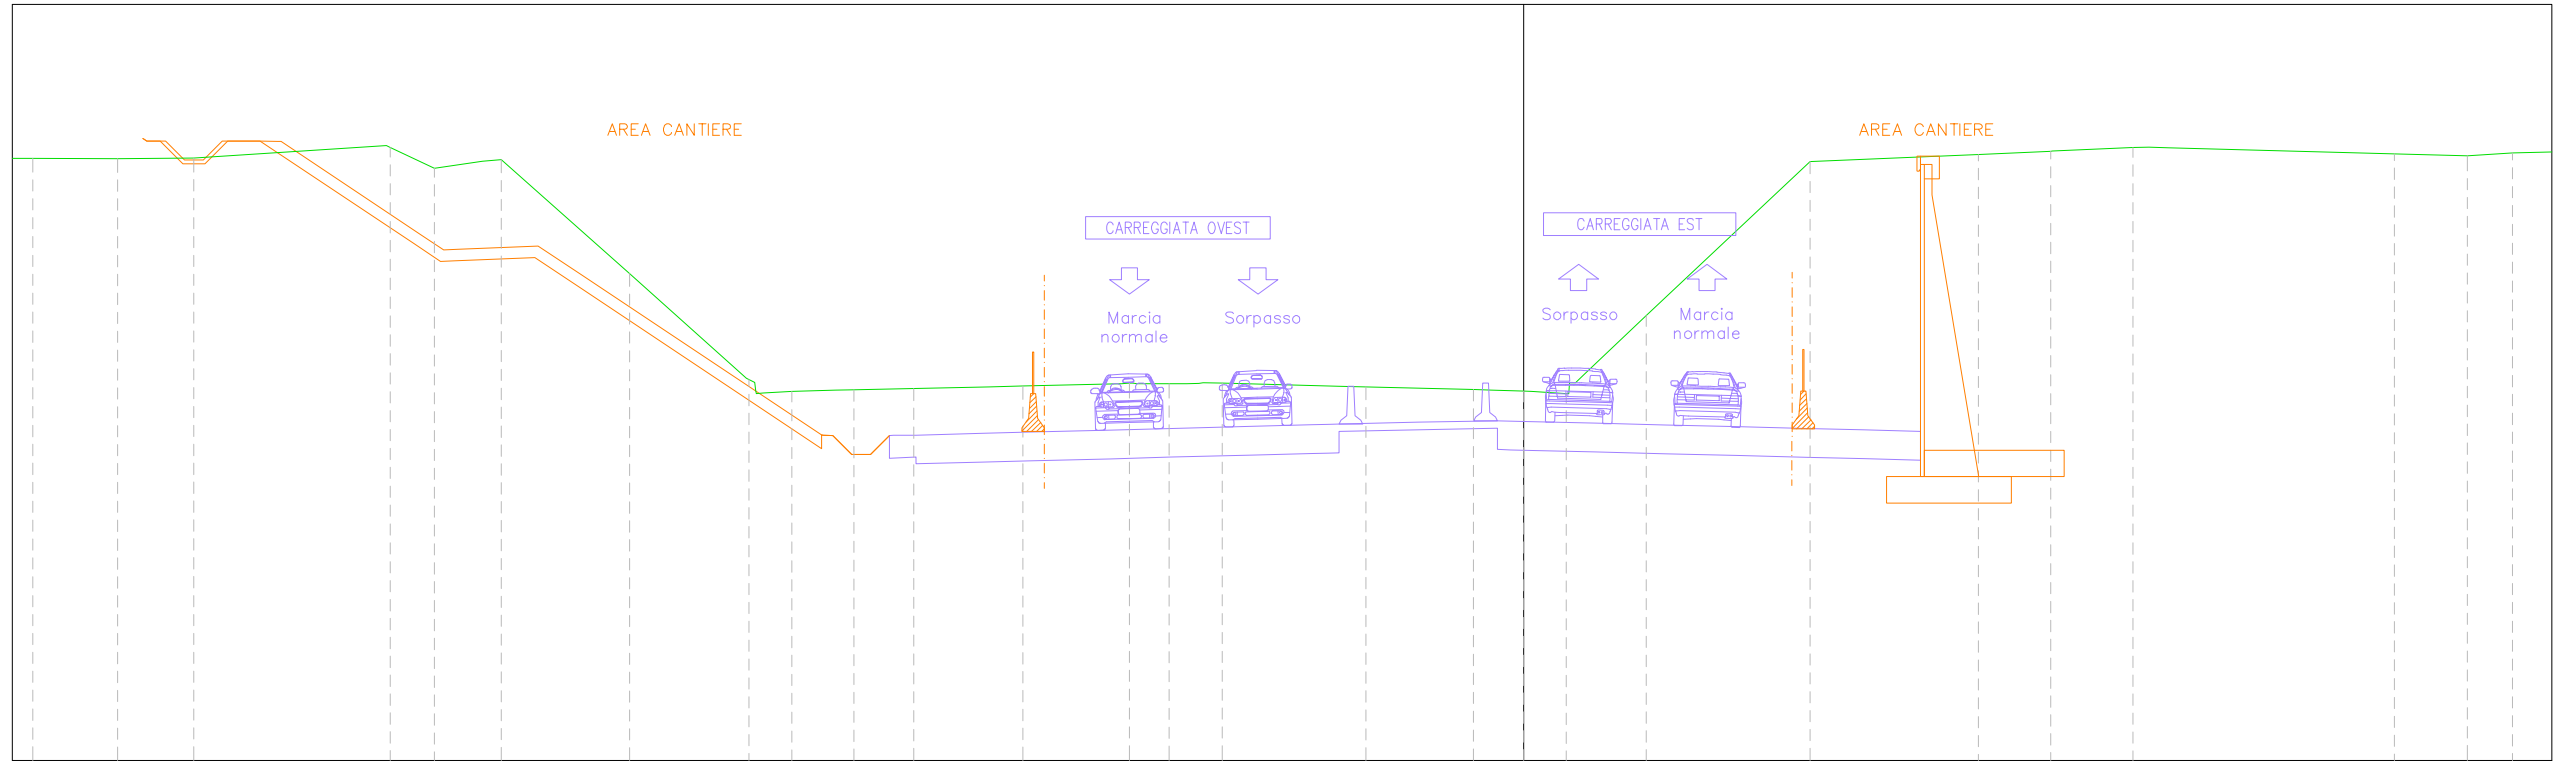 AREA CANTIERE
AREA CANTIERE
CARREGGIATA OVEST
CARREGGIATA EST
Marcia
normale
Sorpasso
Sorpasso
Marcia
normale